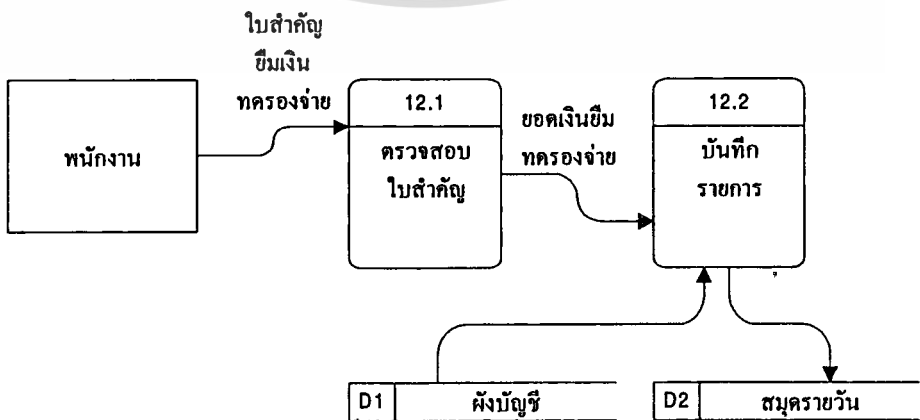 ใบสำคัญ
ยืมเงิน
ทดรองจ่าย
พนักงาน
12.1
ตรวจสอบ
ใบสำคัญ
ยอดเงินยืม
ทดรองจ่าย
12.2
บันทึก
รายการ
D1 ผังบัญชี
D2 สมุดรายวัน